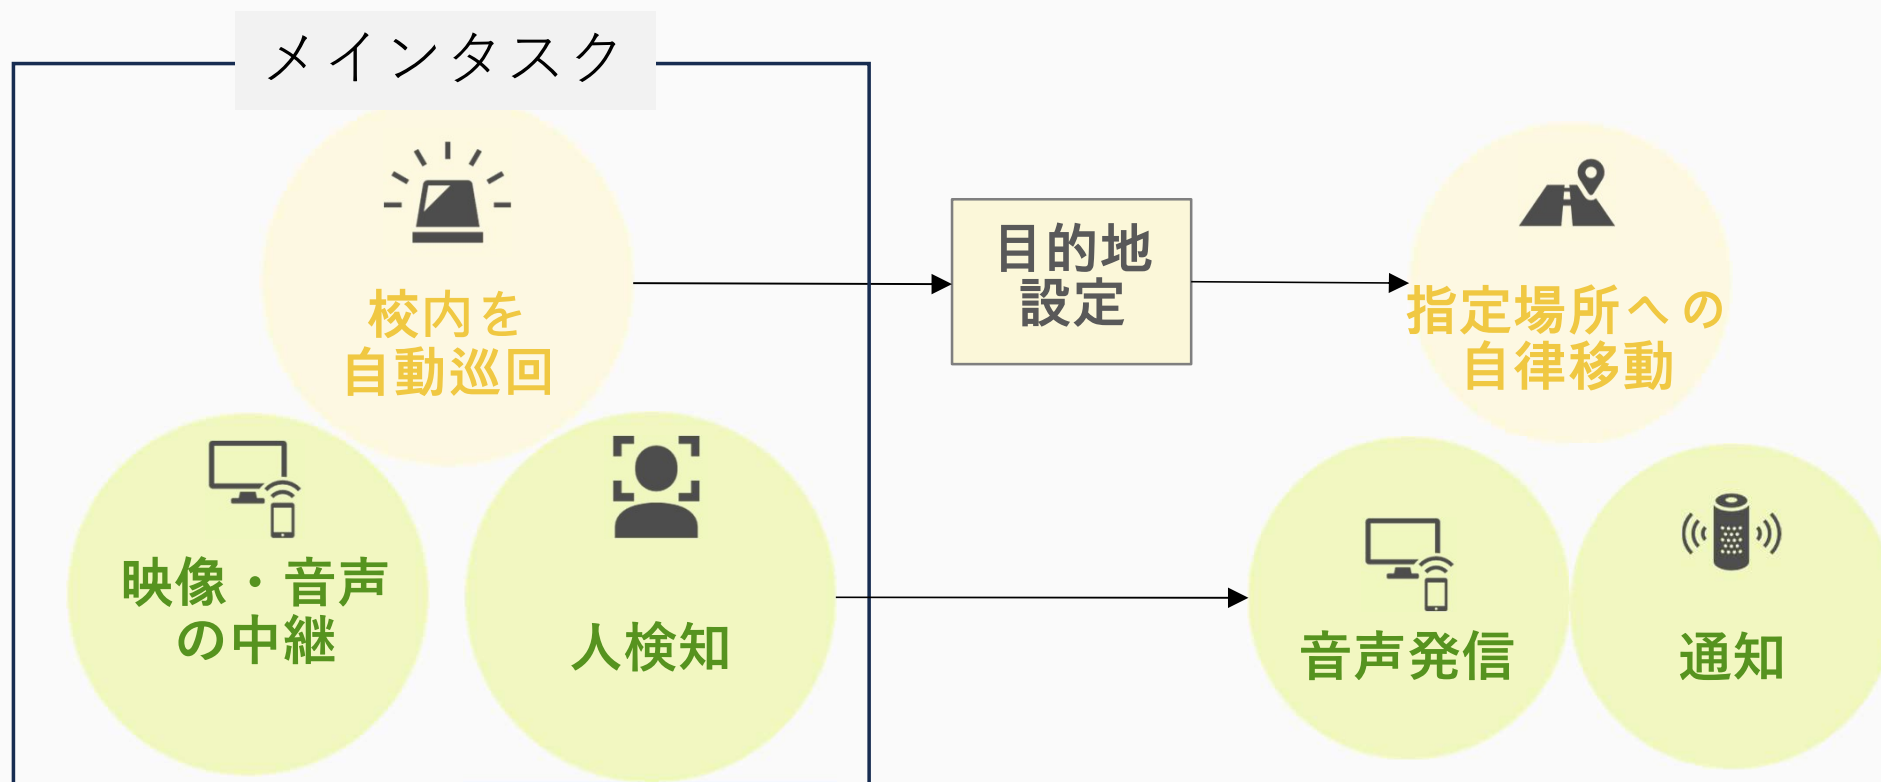 メインタスク
校内を
自動巡回
目的地
設定
指定場所への
自律移動
映像・音声
の中継
人検知
音声発信
通知